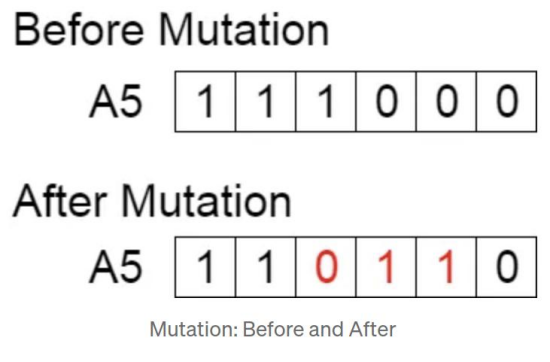 Before Mutation
A5 1 1 1 0 0 0
After Mutation
A5 1 1 0 1 1 0
Mutation: Before and After